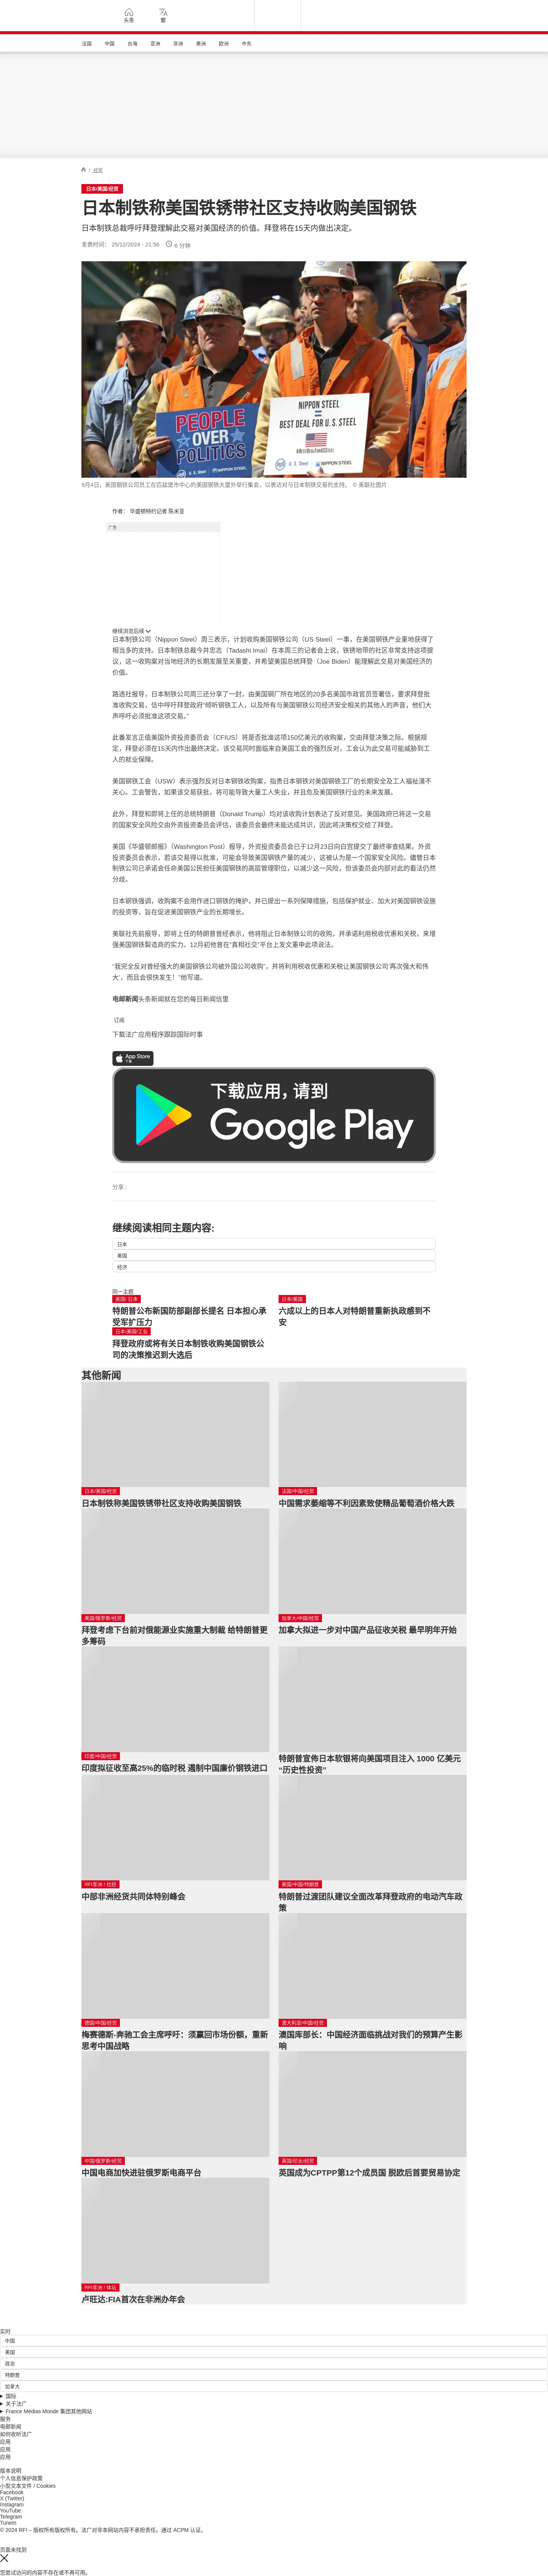 头条
繁
法国
中国
台海
亚洲
非洲
美洲
欧洲
中东
/ 经贸
日本/美国/经贸
日本制铁称美国铁锈带社区支持收购美国钢铁
日本制铁总裁呼吁拜登理解此交易对美国经济的价值。拜登将在15天内做出决定。
发表时间： 25/12/2024 - 21:56 6 分钟
PEOPLE OVER POLITICS
NIPPON STEEL
BEST DEAL FOR U.S. STEEL
9月4日，美国钢铁公司员工在匹兹堡市中心的美国钢铁大厦外举行集会，以表达对与日本制铁交易的支持。 © 美联社图片
作者： 华盛顿特约记者 陈米亚
广告
继续浏览后续
日本制铁公司（Nippon Steel）周三表示，计划收购美国钢铁公司（US Steel）一事，在美国钢铁产业重地获得了
相当多的支持。日本制铁总裁今井忠志（Tadashi Imai）在本周三的记者会上说，铁锈地带的社区非常支持这项提
议，这一收购案对当地经济的长期发展至关重要，并希望美国总统拜登（Joe Biden）能理解此交易对美国经济的
价值。
路透社报导，日本制铁公司周三还分享了一封，由美国钢厂所在地区的20多名美国市政官员签署信，要求拜登批
准收购交易，信中呼吁拜登政府“倾听钢铁工人，以及所有与美国钢铁公司经济安全相关的其他人的声音，他们大
声呼吁必须批准这项交易。”
此番发言正值美国外资投资委员会（CFIUS）将是否批准这项150亿美元的收购案，交由拜登决策之际。根据规
定，拜登必须在15天内作出最终决定。该交易同时面临来自美国工会的强烈反对，工会认为此交易可能威胁到工
人的就业保障。
美国钢铁工会（USW）表示强烈反对日本钢铁收购案，指责日本钢铁对美国钢铁工厂的长期安全及工人福祉漠不
关心。工会警告，如果该交易获批，将可能导致大量工人失业，并且危及美国钢铁行业的未来发展。
此外，拜登和即将上任的总统特朗普（Donald Trump）均对该收购计划表达了反对意见。美国政府已将这一交易
的国家安全风险交由外资投资委员会评估，该委员会最终未能达成共识，因此将决策权交给了拜登。
美国《华盛顿邮报》（Washington Post）报导，外资投资委员会已于12月23日向白宫提交了最终审查结果。外资
投资委员会表示，若该交易得以批准，可能会导致美国钢铁产量的减少，这被认为是一个国家安全风险。儘管日本
制铁公司已承诺会任命美国公民担任美国钢铁的高层管理职位，以减少这一风险，但该委员会内部对此的看法仍然
分歧。
日本钢铁强调，收购案不会用作进口钢铁的掩护，并已提出一系列保障措施，包括保护就业、加大对美国钢铁设施
的投资等，旨在促进美国钢铁产业的长期增长。
美联社先前报导，即将上任的特朗普曾经表示，他将阻止日本制铁公司的收购，并承诺利用税收优惠和关税，来增
强美国钢铁製造商的实力。12月初他曾在“真相社交”平台上发文重申此项说法。
“我完全反对曾经强大的美国钢铁公司被外国公司收购”，并将利用税收优惠和关税让美国钢铁公司‘再次强大和伟
大’，而且会很快发生！”他写道。
电邮新闻头条新闻就在您的每日新闻信里
订阅
下载法广应用程序跟踪国际时事
App Store
下载
下载应用，请到
Google Play
分享 :
继续阅读相同主题内容:
日本
美国
经济
同一主题
美国/ 日本
特朗普公布新国防部副部长提名 日本担心承
受军扩压力
日本/美国
六成以上的日本人对特朗普重新执政感到不
安
日本/美国/工业
拜登政府或将有关日本制铁收购美国钢铁公
司的决策推迟到大选后
其他新闻
日本/美国/经贸
日本制铁称美国铁锈带社区支持收购美国钢铁
法国/中国/经贸
中国需求萎缩等不利因素致使精品葡萄酒价格大跌
美国/俄罗斯/经贸
拜登考虑下台前对俄能源业实施重大制裁 给特朗普更
多筹码
加拿大/中国/经贸
加拿大拟进一步对中国产品征收关税 最早明年开始
印度/中国/经贸
印度拟征收至高25%的临时税 遏制中国廉价钢铁进口
特朗普宣佈日本软银将向美国项目注入 1000 亿美元
“历史性投资”
RFI非洲 / 社经
中部非洲经贸共同体特别峰会
美国/中国/特朗普
特朗普过渡团队建议全面改革拜登政府的电动汽车政
策
德国/中国/经贸
梅赛德斯-奔驰工会主席呼吁：须赢回市场份额，重新
思考中国战略
澳大利亚/中国/经贸
澳国库部长：中国经济面临挑战对我们的预算产生影
响
中国/俄罗斯/经贸
中国电商加快进驻俄罗斯电商平台
英国/印太/经贸
英国成为CPTPP第12个成员国 脱欧后首要贸易协定
RFI非洲 / 体坛
卢旺达:FIA首次在非洲办年会
实时
中国
美国
政治
特朗普
加拿大
国际
关于法广
France Médias Monde 集团其他网站
服务
电邮新闻
如何收听法广
应用
应用
应用
版本说明
个人信息保护政策
小型文本文件 / Cookies
Facebook
X (Twitter)
Instagram
YouTube
Telegram
TuneIn
© 2024 RFI – 版权所有版权所有。法广对非本网站内容不承担责任。通过 ACPM 认证。
页面未找到
您尝试访问的内容不存在或不再可用。